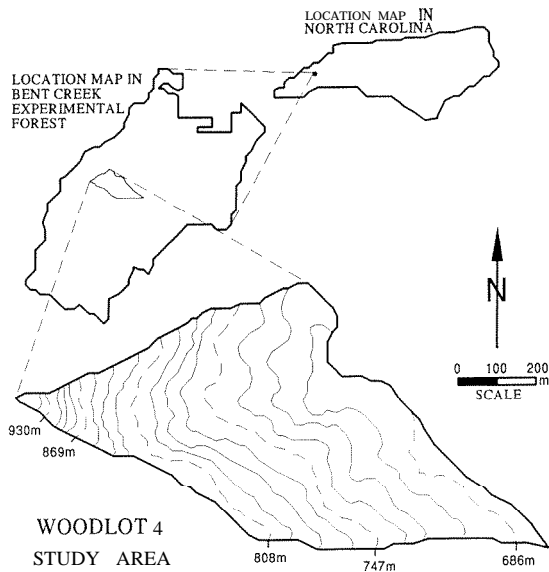 LOCATION MAP IN
NORTH CAROLINA
LOCATION MAP IN
BENT CREEK
EXPERIMENTAL
FOREST
N
0 100 200
m
SCALE
930m
869m
WOODLOT 4
STUDY AREA
808m
747m
686m